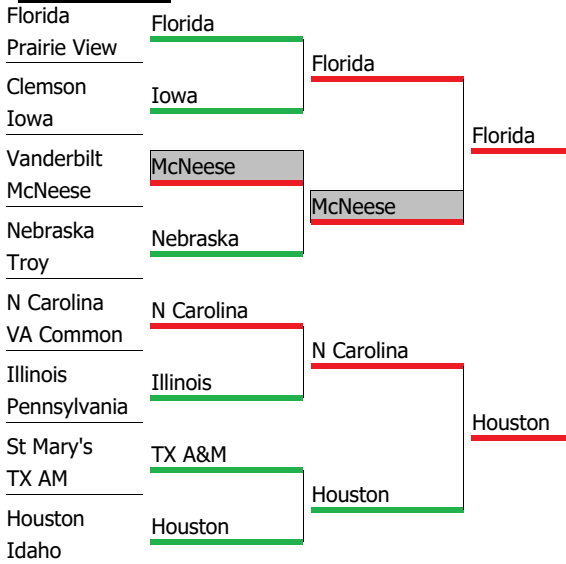 Florida
Prairie View
Clemson
Iowa
Vanderbilt
McNeese
Nebraska
Troy
N Carolina
VA Common
Illinois
Pennsylvania
St Mary's
TX AM
Houston
Idaho
Florida
Iowa
McNeese
Nebraska
N Carolina
Illinois
TX A&M
Houston
Florida
McNeese
N Carolina
Houston
Florida
Houston